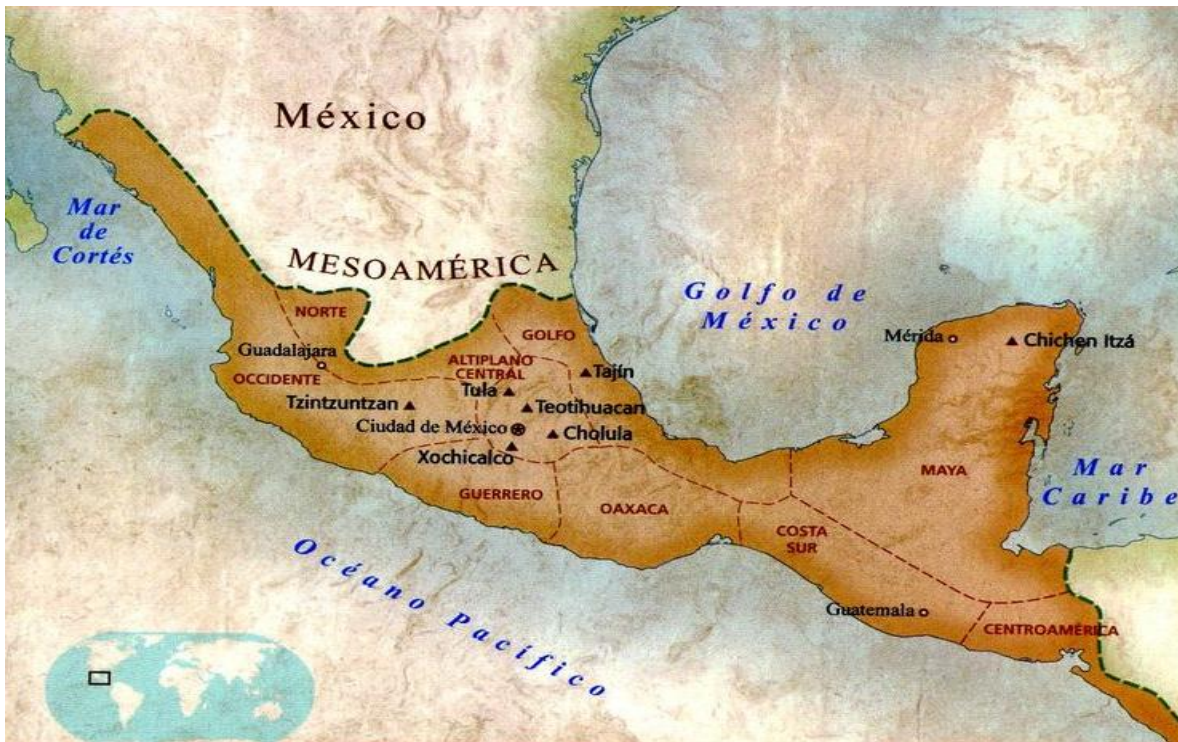 México
Mar
de
Cortés
MESOAMÉRICA
Golfo de
México
NORTE
GOLFO
Mérida
Chichen Itzá
Guadalajara
ALTIPLANO
CENTRAL
Tajín
OCCIDENTE
Tula
Tzintzuntzan
Teotihuacan
Ciudad de México
Cholula
Xochicalco
MAYA
Mar
Caribe
GUERRERO
OAXACA
COSTA
SUR
Océano Pacífico
Guatemala
CENTROAMÉRICA